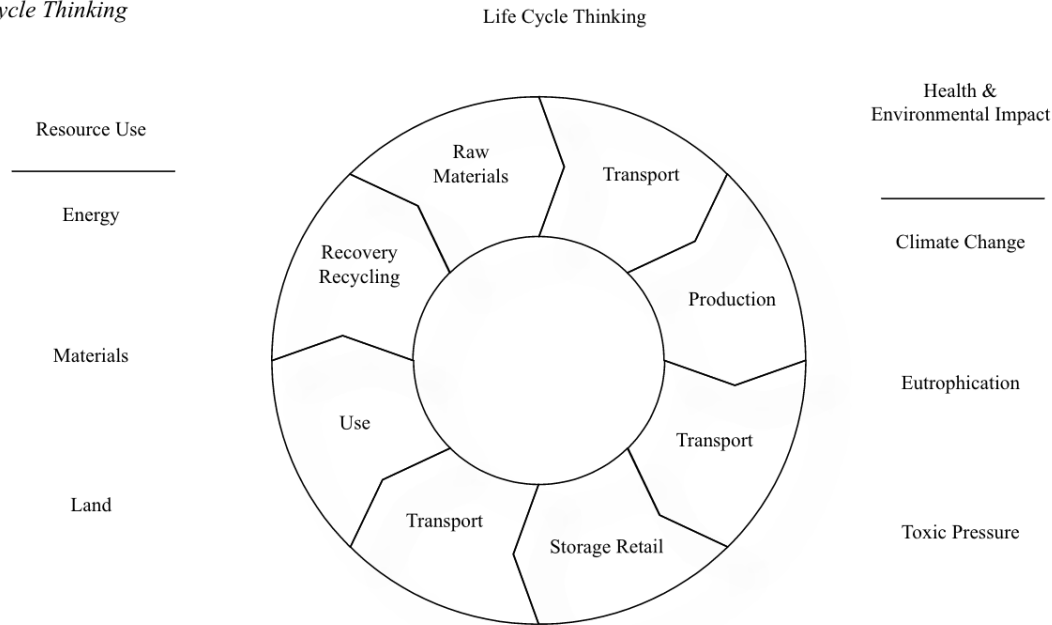 ycle Thinking
Life Cycle Thinking
Resource Use
Energy
Materials
Land
Raw
Materials
Transport
Production
Transport
Storage Retail
Transport
Use
Recovery
Recycling
Health &
Environmental Impact
Climate Change
Eutrophication
Toxic Pressure